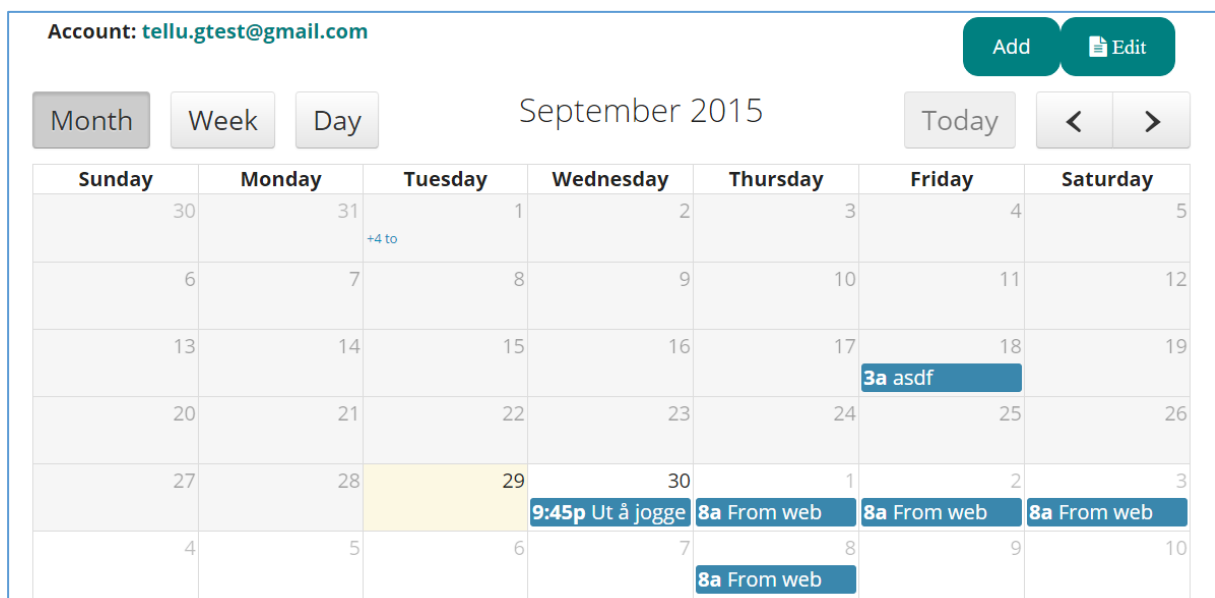 Account: tellu.gtest@gmail.com
Add Edit
Month Week Day September 2015 Today
Sunday Monday Tuesday Wednesday Thursday Friday Saturday
30 31 1 2 3 4 5
+4 to
6 7 8 9 10 11 12
13 14 15 16 17 18 19
3a asdf
20 21 22 23 24 25 26
27 28 29 30 1 2 3
9:45p Ut å jogge 8a From web 8a From web 8a From web
4 5 6 7 8 9 10
8a From web